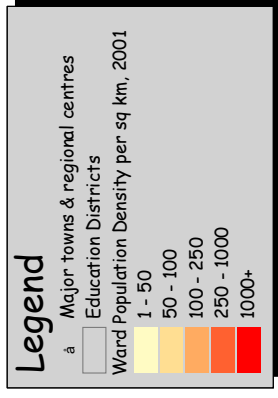 Legend
å Major towns & regional centres
Education Districts
Ward Population Density per sq km, 2001
1 - 50
50 - 100
100 - 250
250 - 1000
1000+